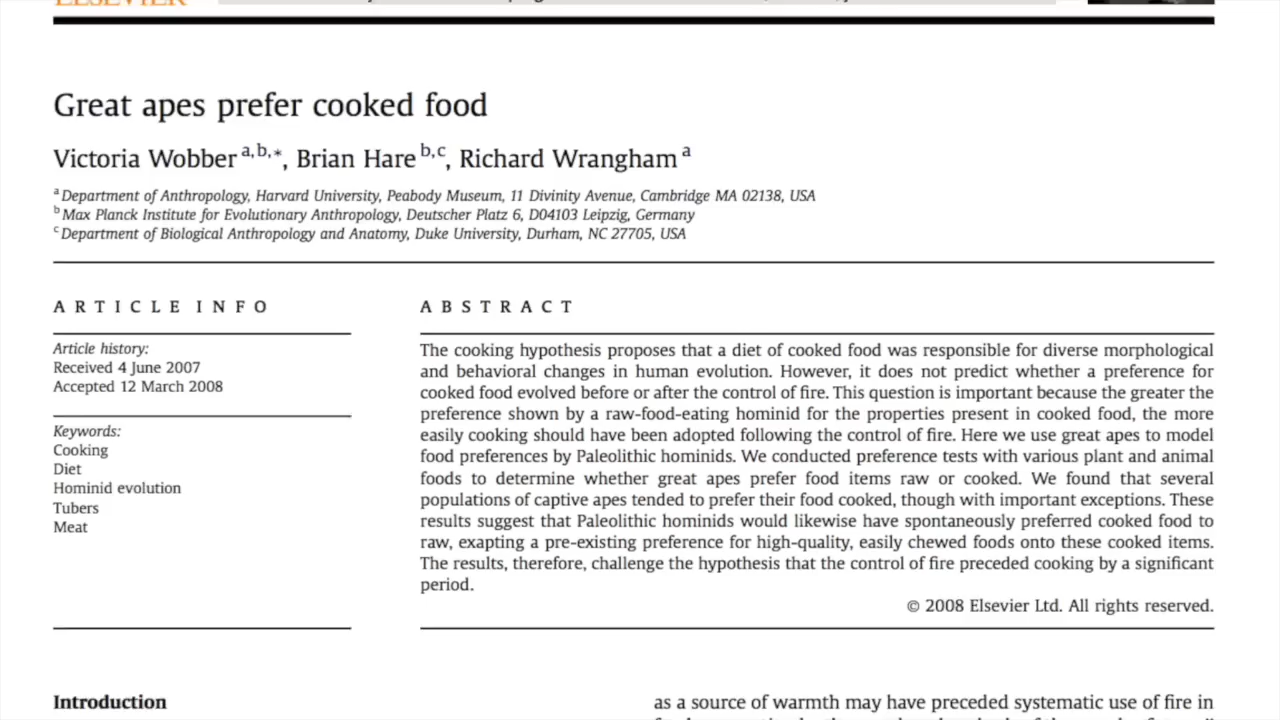 ELSEVIER
Great apes prefer cooked food
Victoria Wobber a,b,*, Brian Hare b,c, Richard Wrangham a
a Department of Anthropology, Harvard University, Peabody Museum, 11 Divinity Avenue, Cambridge MA 02138, USA
b Max Planck Institute for Evolutionary Anthropology, Deutscher Platz 6, D04103 Leipzig, Germany
c Department of Biological Anthropology and Anatomy, Duke University, Durham, NC 27705, USA
ARTICLE INFO
Article history:
Received 4 June 2007
Accepted 12 March 2008
Keywords:
Cooking
Diet
Hominid evolution
Tubers
Meat
ABSTRACT
The cooking hypothesis proposes that a diet of cooked food was responsible for diverse morphological
and behavioral changes in human evolution. However, it does not predict whether a preference for
cooked food evolved before or after the control of fire. This question is important because the greater the
preference shown by a raw-food-eating hominid for the properties present in cooked food, the more
easily cooking should have been adopted following the control of fire. Here we use great apes to model
food preferences by Paleolithic hominids. We conducted preference tests with various plant and animal
foods to determine whether great apes prefer food items raw or cooked. We found that several
populations of captive apes tended to prefer their food cooked, though with important exceptions. These
results suggest that Paleolithic hominids would likewise have spontaneously preferred cooked food to
raw, exapting a pre-existing preference for high-quality, easily chewed foods onto these cooked items.
The results, therefore, challenge the hypothesis that the control of fire preceded cooking by a significant
period.
© 2008 Elsevier Ltd. All rights reserved.
Introduction
as a source of warmth may have preceded systematic use of fire in